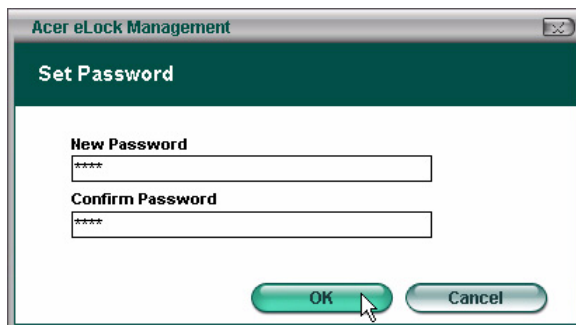 Acer eLock Management
Set Password
New Password
****
Confirm Password
****
OK Cancel